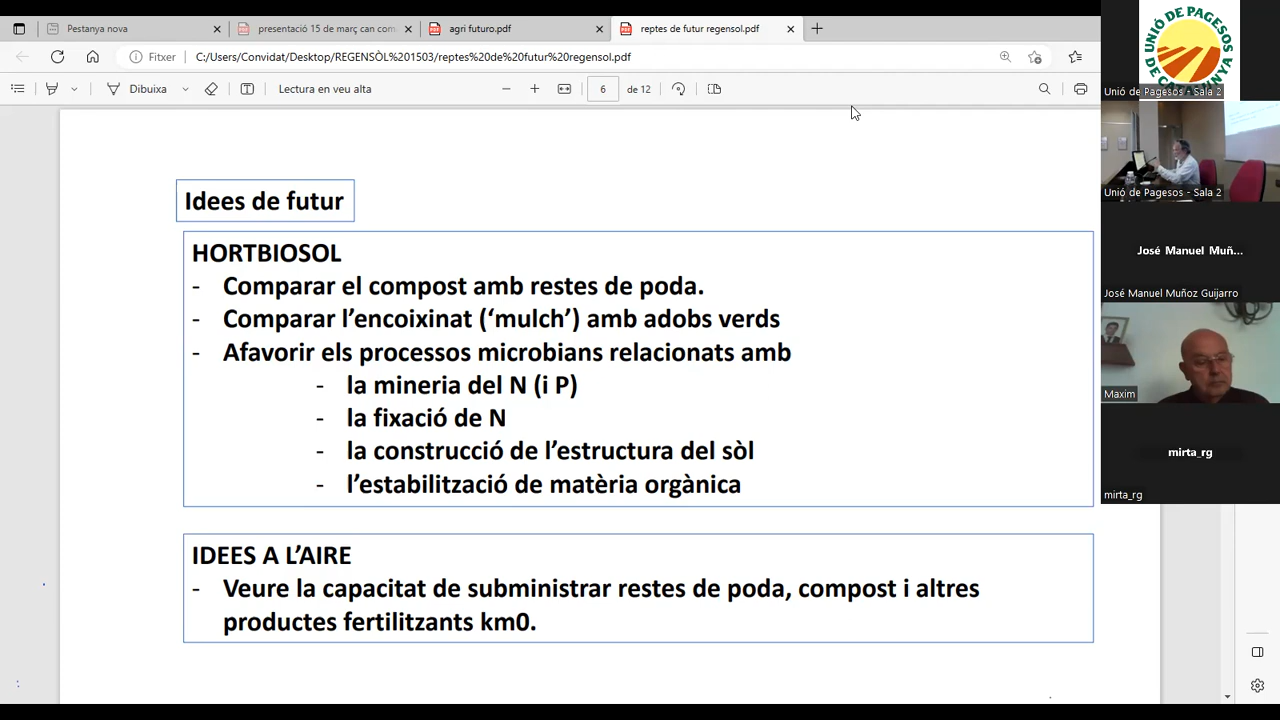 Pestanya nova
presentació 15 de març can com
agri futuro.pdf
reptes de futur regensol.pdf
Fitxer
C:/Users/Convidat/Desktop/REGENSÒL%201503/reptes%20de%20futur%20regensol.pdf
Dibuixa
Lectura en veu alta
6
de 12
Idees de futur
HORTBIOSOL
- Comparar el compost amb restes de poda.
- Comparar l’encoixinat (‘mulch’) amb adobs verds
- Afavorir els processos microbians relacionats amb
- la mineria del N (i P)
- la fixació de N
- la construcció de l’estructura del sòl
- l’estabilització de matèria orgànica
IDEES A L’AIRE
- Veure la capacitat de subministrar restes de poda, compost i altres
productes fertilitzants km0.
UNIÓ DE PAGESOS
DE CATALUNYA
Unió de Pagesos - Sala 2
Unió de Pagesos - Sala 2
José Manuel Muñ...
José Manuel Muñoz Guijarro
Maxim
mirta_rg
mirta_rg